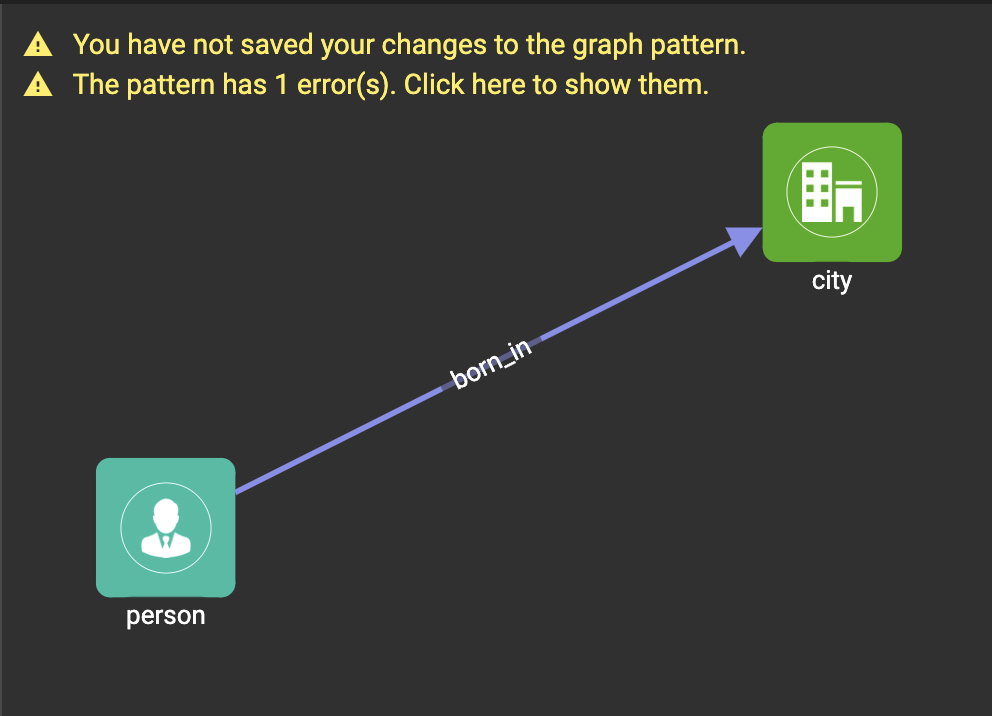 You have not saved your changes to the graph pattern.
The pattern has 1 error(s). Click here to show them.
city
born_in
person